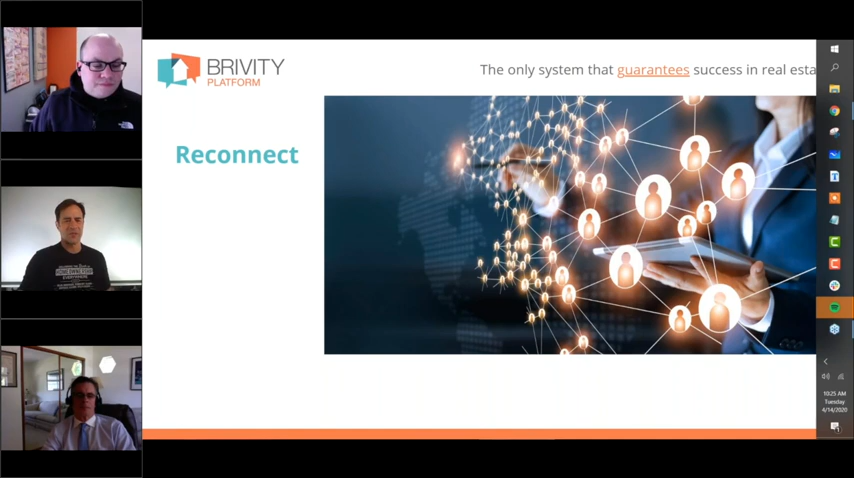 BRIVITY
PLATFORM
The only system that guarantees success in real esta
Reconnect
10:25 AM
Tuesday
4/14/2020